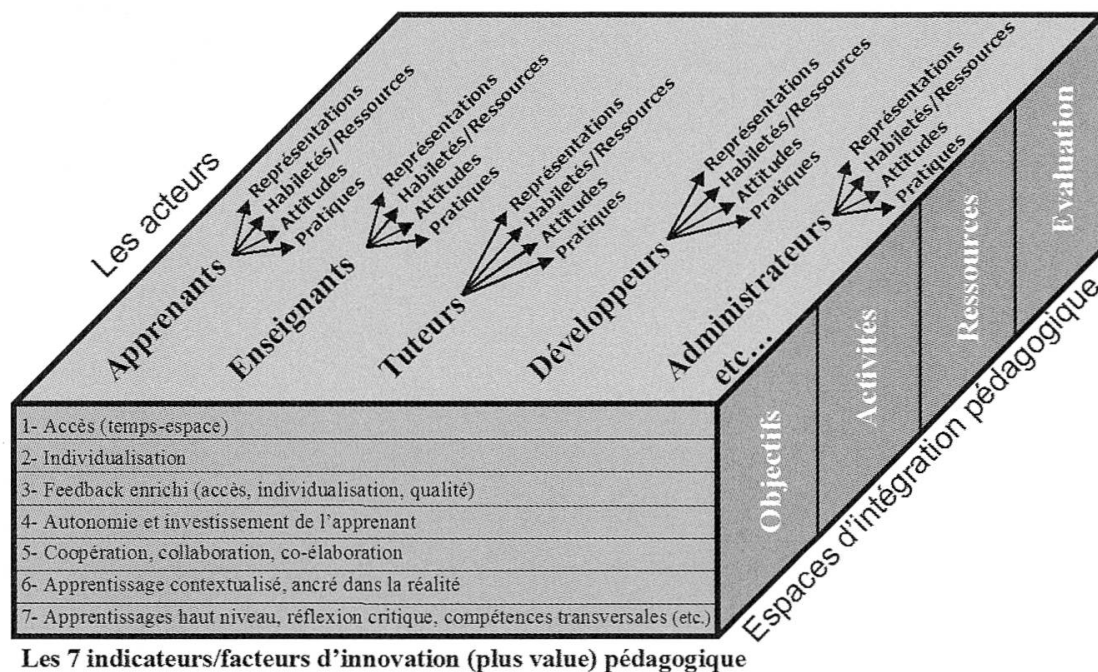 Les acteurs
Apprenants
Représentations
Habiletés/Ressources
Attitudes
Pratiques
Enseignants
Représentations
Habiletés/Ressources
Attitudes
Pratiques
Tuteurs
Représentations
Habiletés/Ressources
Attitudes
Pratiques
Développeurs
Représentations
Habiletés/Ressources
Attitudes
Pratiques
Administrateurs
Représentations
Habiletés/Ressources
Attitudes
Pratiques
etc...
1- Accès (temps-espace)
2- Individualisation
3- Feedback enrichi (accès, individualisation, qualité)
4- Autonomie et investissement de l'apprenant
5- Coopération, collaboration, co-élaboration
6- Apprentissage contextualisé, ancré dans la réalité
7- Apprentissages haut niveau, réflexion critique, compétences transversales (etc.)
Objectifs
Activités
Ressources
Evaluation
Espaces d'intégration pédagogique
Les 7 indicateurs/facteurs d'innovation (plus value) pédagogique